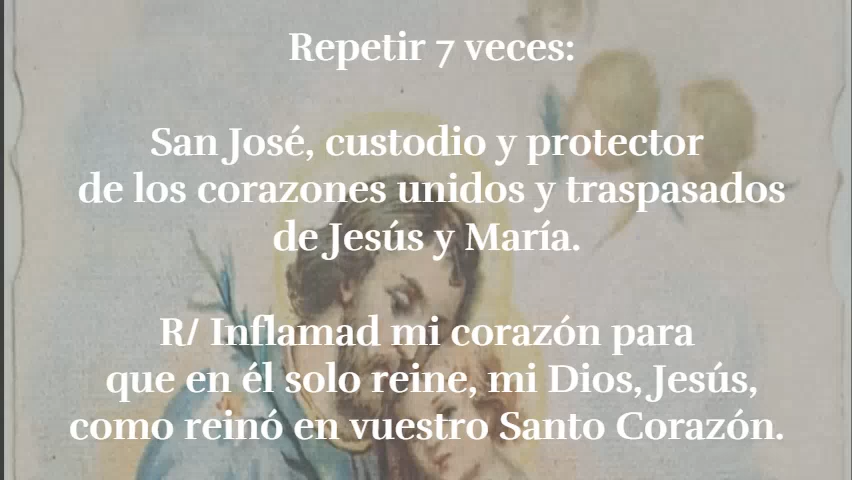 Repetir 7 veces:
San José, custodio y protector
de los corazones unidos y traspasados
de Jesús y María.
R/ Inflamad mi corazón para
que en él solo reine, mi Dios, Jesús,
como reinó en vuestro Santo Corazón.